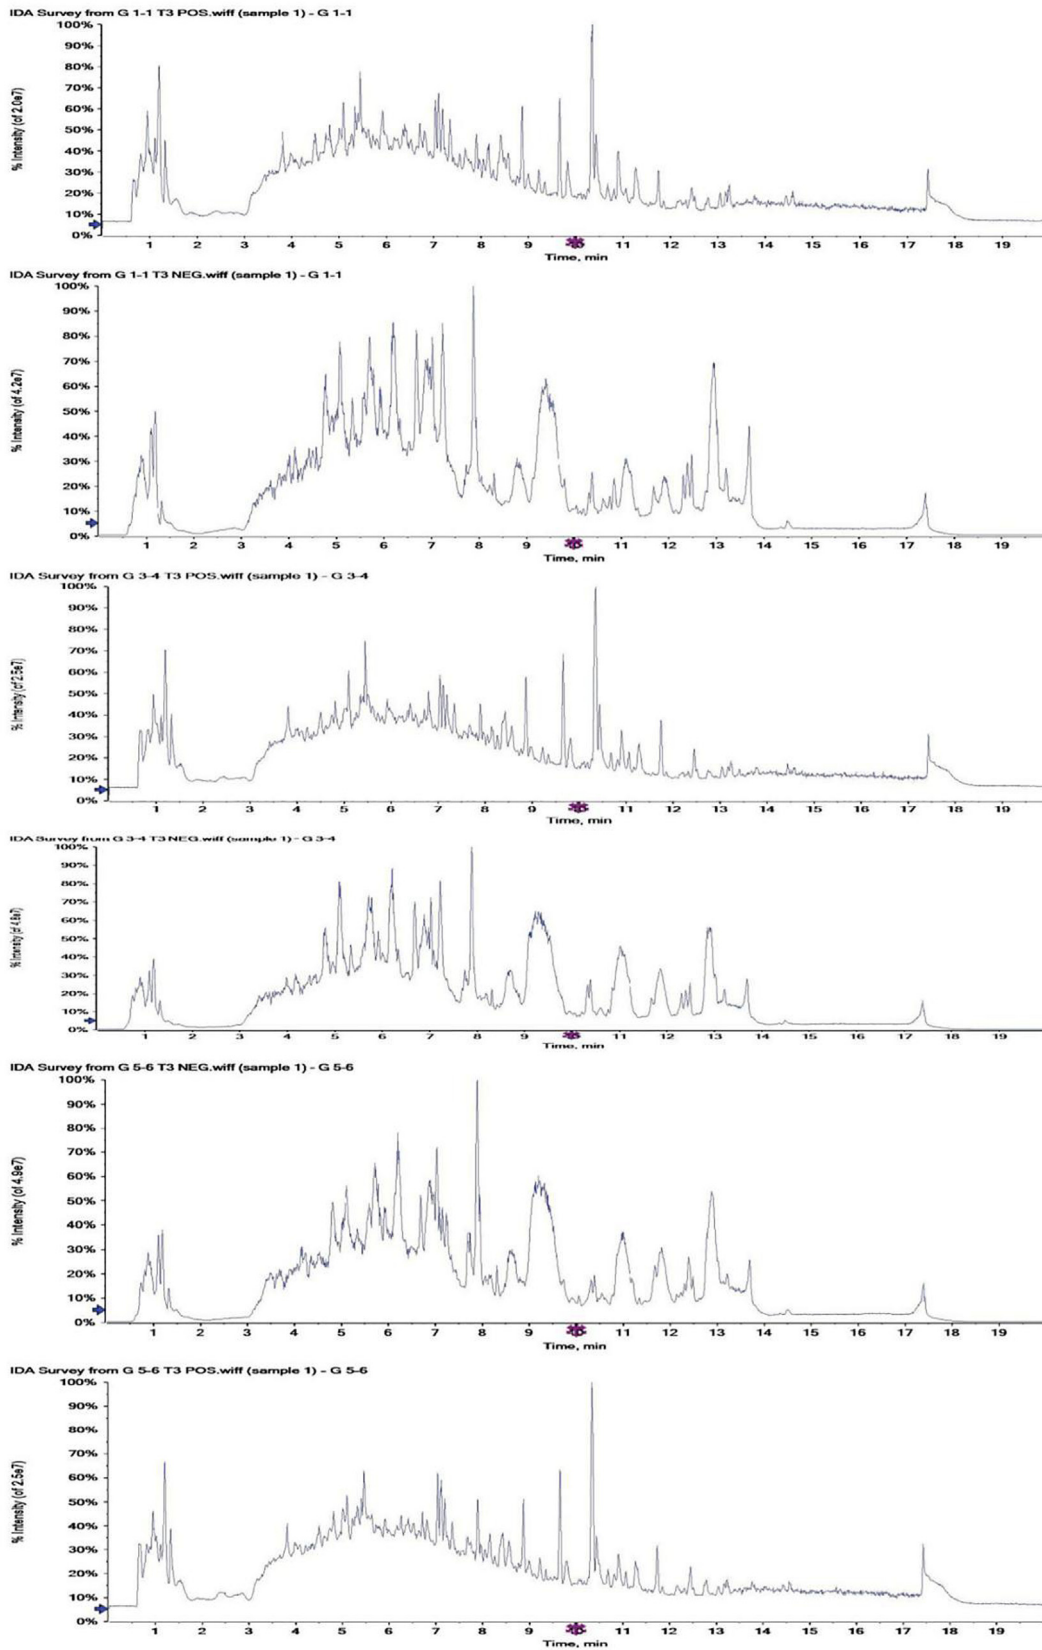 IDA Survey from G 1-1 T3 POS.wiff (sample 1) - G 1-1
100%
90%
80%
70%
60%
50%
40%
30%
20%
10%
0%
% Intensity (of 2.0e7)
1 2 3 4 5 6 7 8 9 11 12 13 14 15 16 17 18 19
Time, min
IDA Survey from G 1-1 T3 NEG.wiff (sample 1) - G 1-1
100%
90%
80%
70%
60%
50%
40%
30%
20%
10%
0%
% Intensity (of 4.2e7)
1 2 3 4 5 6 7 8 9 11 12 13 14 15 16 17 18 19
Time, min
IDA Survey from G 3-4 T3 POS.wiff (sample 1) - G 3-4
100%
90%
80%
70%
60%
50%
40%
30%
20%
10%
0%
% Intensity (of 2.5e7)
1 2 3 4 5 6 7 8 9 11 12 13 14 15 16 17 18 19
Time, min
IDA Survey from G 3-4 T3 NEG.wiff (sample 1) - G 3-4
100%
90%
80%
70%
60%
50%
40%
30%
20%
10%
0%
% Intensity (of
1 2 3 4 5 6 7 8 9 11 12 13 14 15 16 17 18 19
Time, min
IDA Survey from G 5-6 T3 NEG.wiff (sample 1) - G 5-6
100%
90%
80%
70%
60%
50%
40%
30%
20%
10%
0%
% Intensity (of 4.9e7)
1 2 3 4 5 6 7 8 9 11 12 13 14 15 16 17 18 19
Time, min
IDA Survey from G 5-6 T3 POS.wiff (sample 1) - G 5-6
100%
90%
80%
70%
60%
50%
40%
30%
20%
10%
0%
% Intensity (of 2.5e7)
1 2 3 4 5 6 7 8 9 11 12 13 14 15 16 17 18 19
Time, min